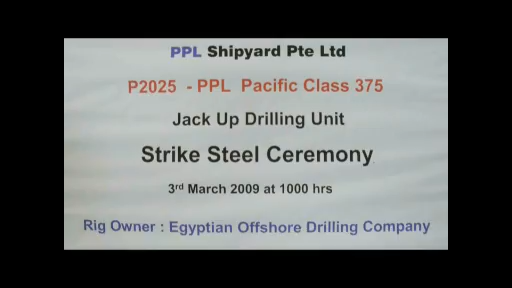 PPL Shipyard Pte Ltd
P2025 - PPL Pacific Class 375
Jack Up Drilling Unit
Strike Steel Ceremony
3rd March 2009 at 1000 hrs
Rig Owner : Egyptian Offshore Drilling Company